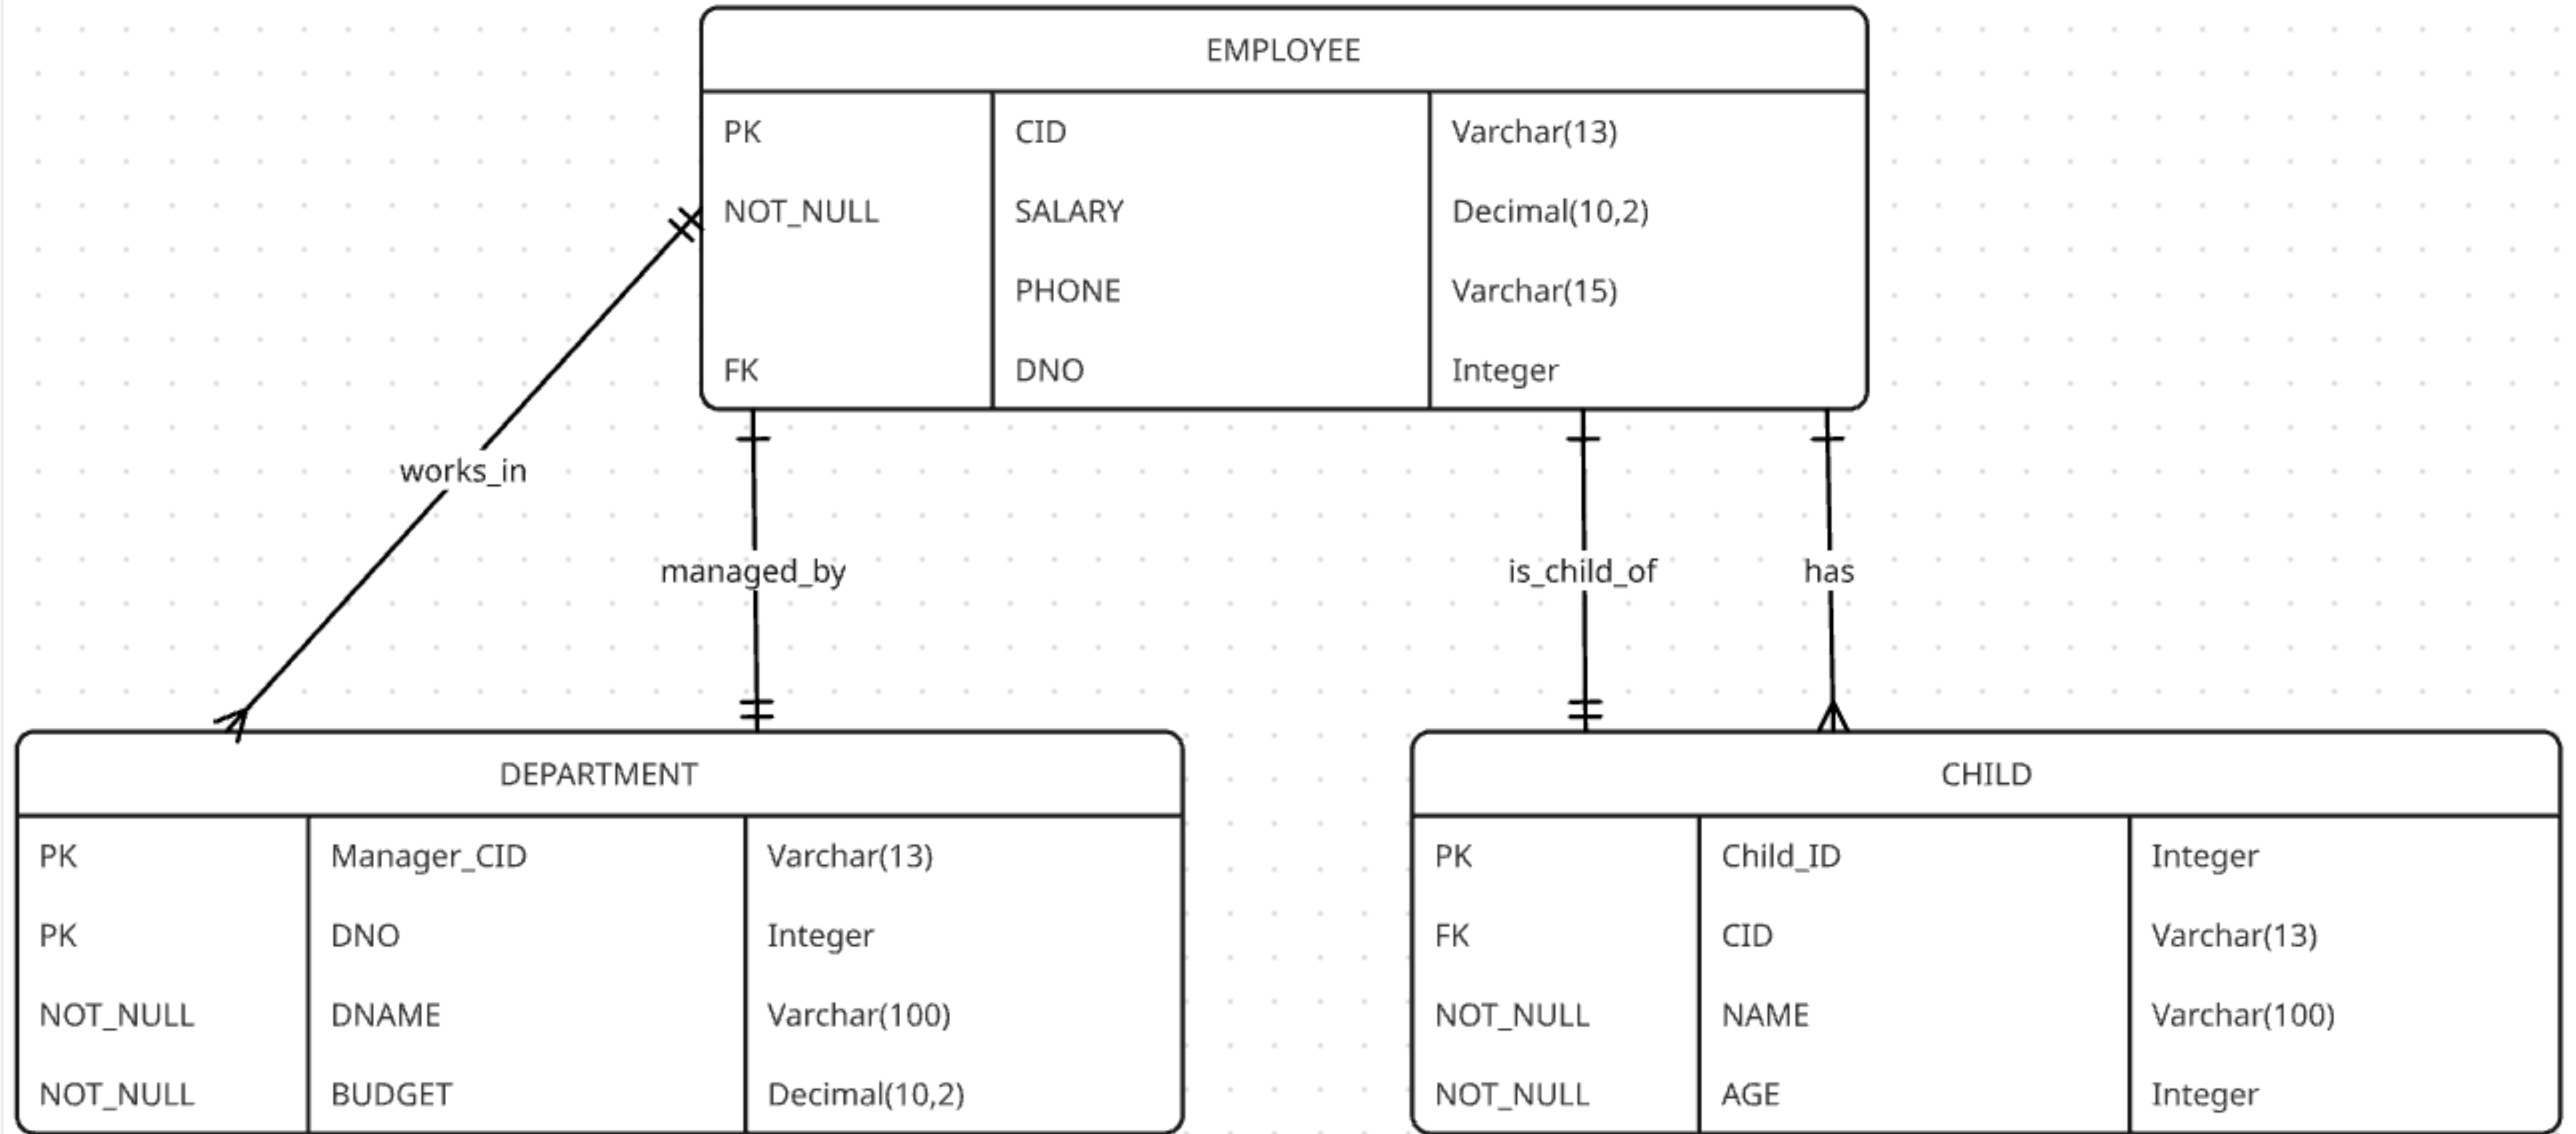 EMPLOYEE
PK CID Varchar(13)
NOT_NULL SALARY Decimal(10,2)
PHONE Varchar(15)
FK DNO Integer
works_in
managed_by
is_child_of
has
DEPARTMENT
PK Manager_CID Varchar(13)
PK DNO Integer
NOT_NULL DNAME Varchar(100)
NOT_NULL BUDGET Decimal(10,2)
CHILD
PK Child_ID Integer
FK CID Varchar(13)
NOT_NULL NAME Varchar(100)
NOT_NULL AGE Integer